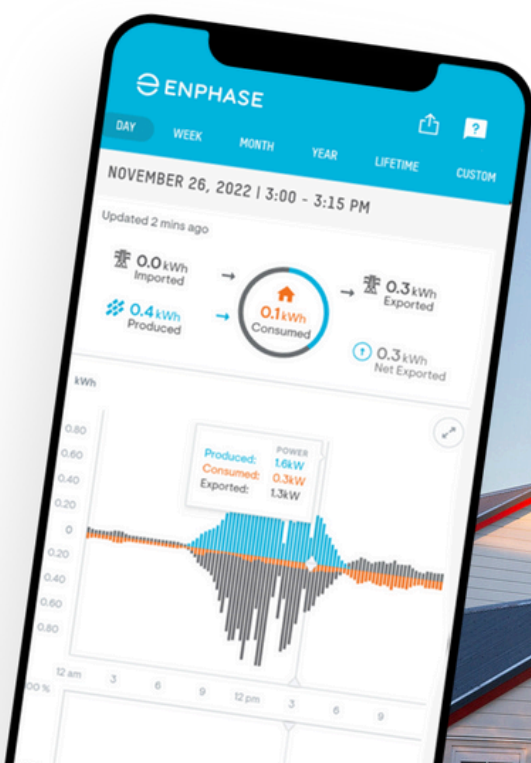 ENPHASE
DAY WEEK MONTH YEAR LIFETIME CUSTOM
NOVEMBER 26, 2022 | 3:00 - 3:15 PM
Updated 2 mins ago
0.0 kWh
Imported
0.3 kWh
Exported
0.1 kWh
Consumed
0.4 kWh
Produced
0.3 kWh
Net Exported
kWh
POWER
Produced: 1.6kW
Consumed: 0.3kW
Exported: 1.3kW
0.80
0.60
0.40
0.20
0
0.20
0.40
0.60
0.80
12 am 3 6 9 12 pm 3 6 9
00 %